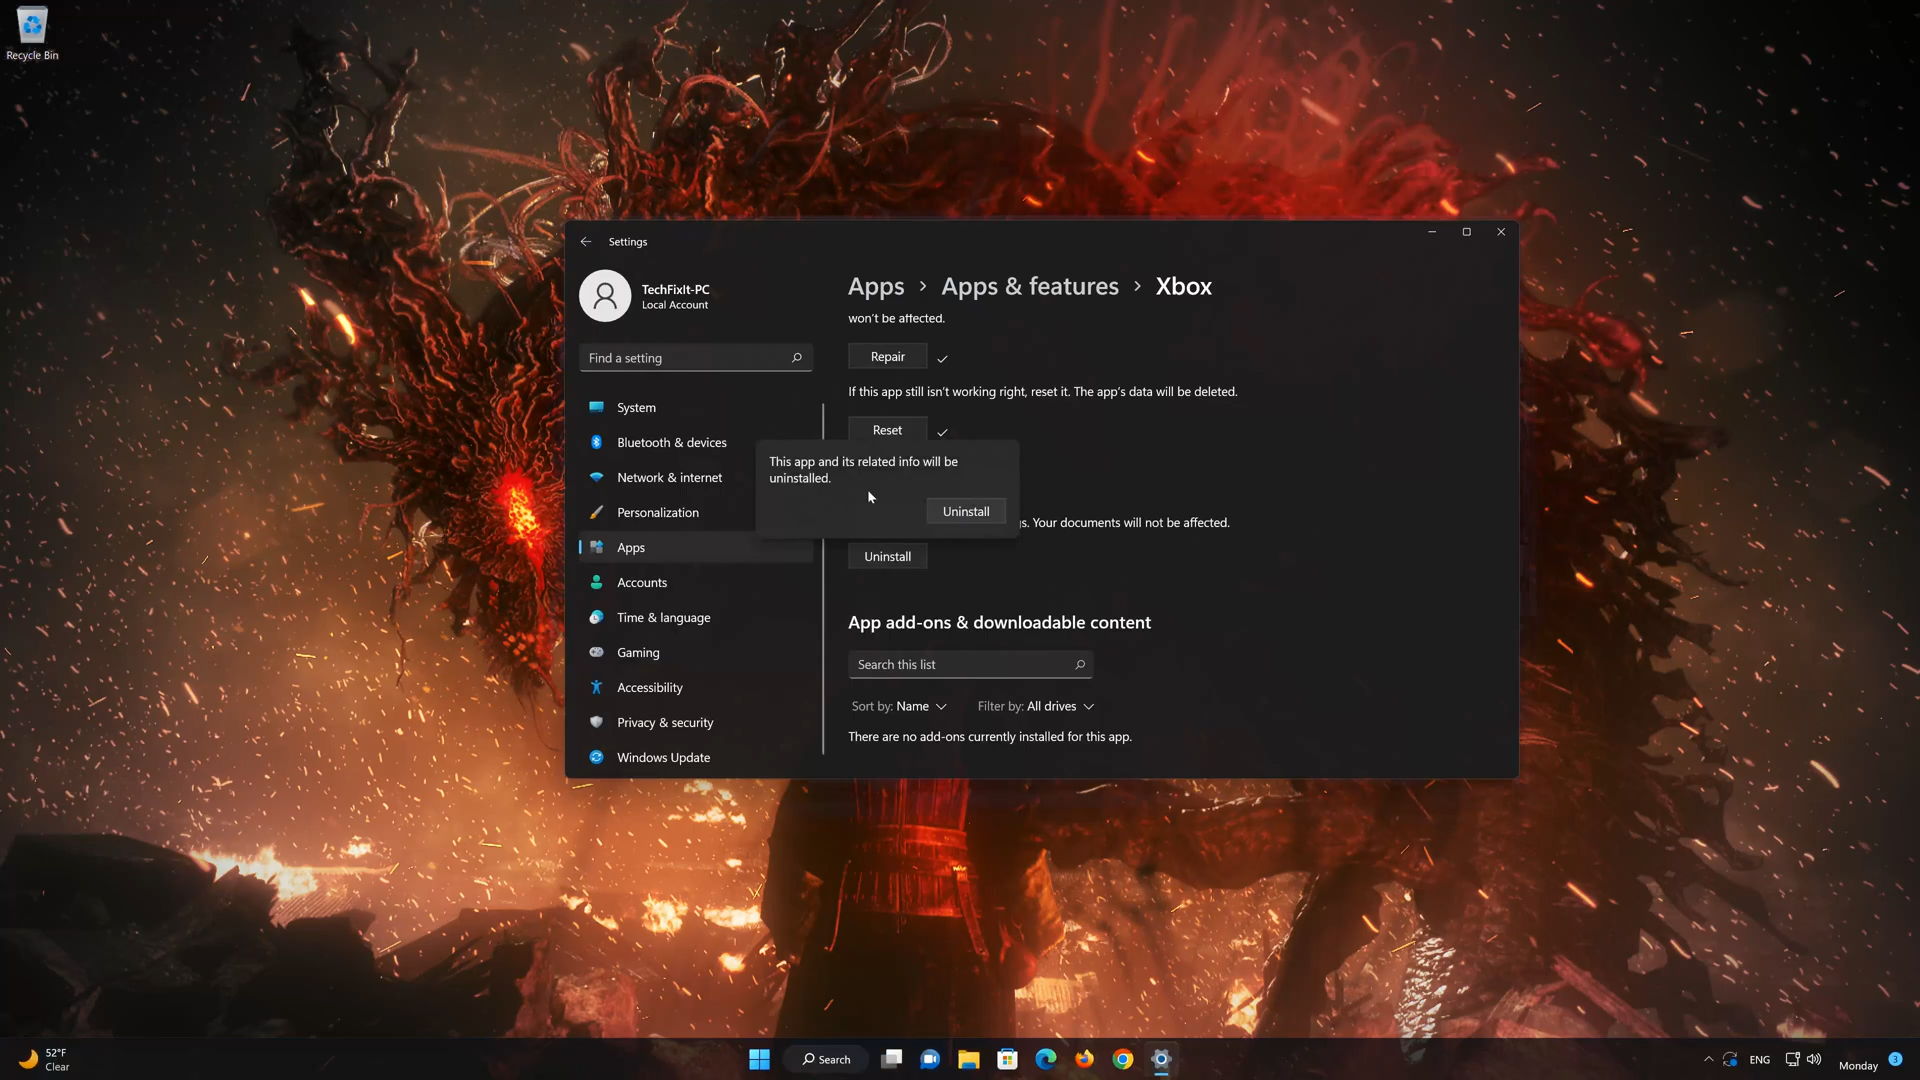 Recycle Bin
Settings
TechFixIt-PC
Local Account
Find a setting
System
Bluetooth & devices
Network & internet
Personalization
Apps
Accounts
Time & language
Gaming
Accessibility
Privacy & security
Windows Update
Apps > Apps & features > Xbox
won't be affected.
Repair
If this app still isn't working right, reset it. The app's data will be deleted.
Reset
This app and its related info will be
uninstalled.
Uninstall
gs. Your documents will not be affected.
Uninstall
App add-ons & downloadable content
Search this list
Sort by: Name
Filter by: All drives
There are no add-ons currently installed for this app.
52°F
Clear
Search
ENG
Monday
3